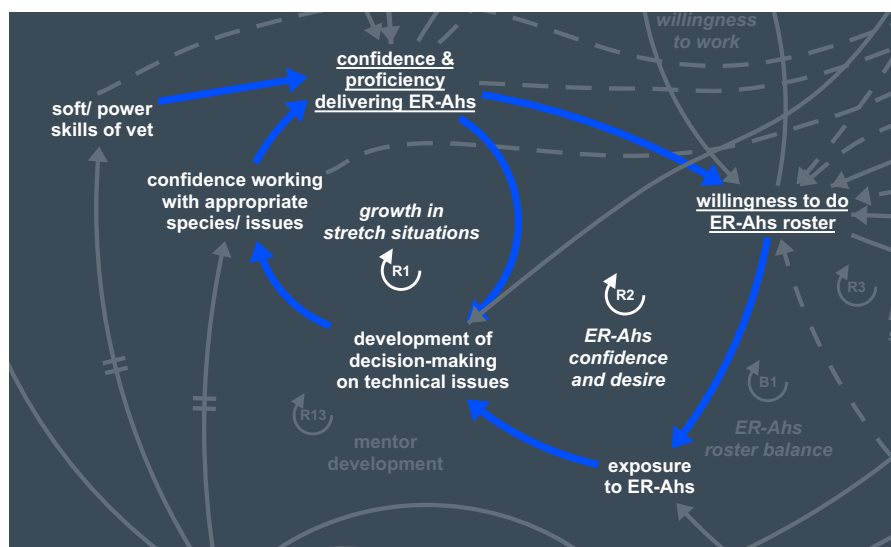 willingness
to work
confidence &
proficiency
delivering ER-Ahs
soft/ power
skills of vet
confidence working
with appropriate
species/ issues
growth in
stretch situations
R1
willingness to do
ER-Ahs roster
R2
R3
ER-Ahs
confidence
and desire
development of
decision-making
on technical issues
B1
R13
ER-Ahs
roster balance
mentor
development
exposure
to ER-Ahs